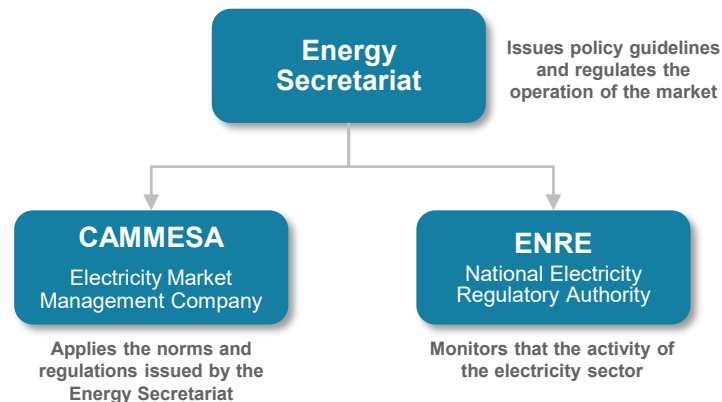 Energy
Secretariat
Issues policy guidelines
and regulates the
operation of the market
CAMMESA
Electricity Market
Management Company
ENRE
National Electricity
Regulatory Authority
Applies the norms and
regulations issued by the
Energy Secretariat
Monitors that the activity of
the electricity sector